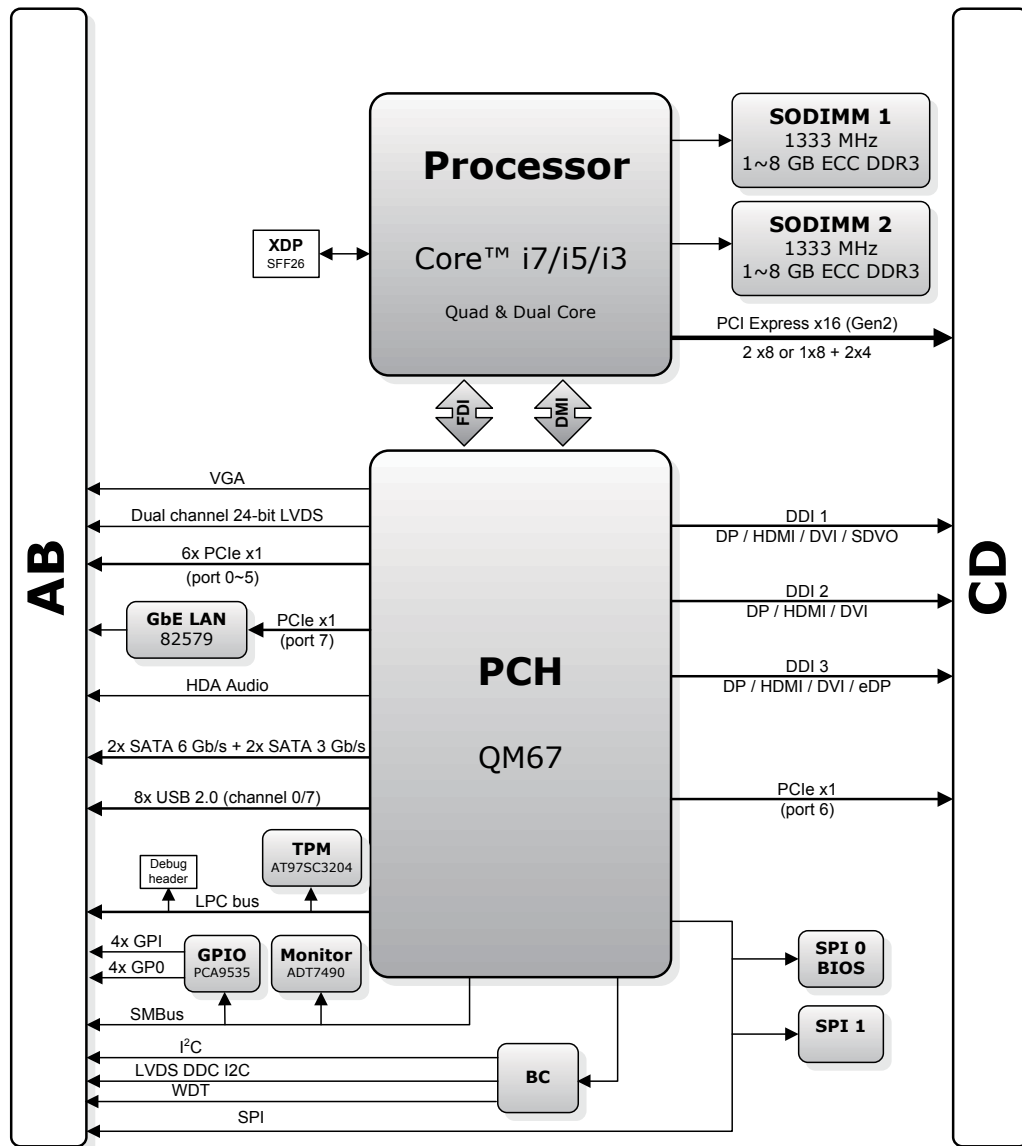 SODIMM 1
1333 MHz
1~8 GB ECC DDR3
Processor
SODIMM 2
1333 MHz
1~8 GB ECC DDR3
XDP
SFF26
Core™ i7/i5/i3
Quad & Dual Core
PCI Express x16 (Gen2)
2 x8 or 1x8 + 2x4
FDI
DMI
AB
CD
VGA
Dual channel 24-bit LVDS
6x PCIe x1
(port 0~5)
GbE LAN
82579
PCIe x1
(port 7)
HDA Audio
2x SATA 6 Gb/s + 2x SATA 3 Gb/s
8x USB 2.0 (channel 0/7)
PCH
QM67
DDI 1
DP / HDMI / DVI / SDVO
DDI 2
DP / HDMI / DVI
DDI 3
DP / HDMI / DVI / eDP
PCIe x1
(port 6)
Debug
header
TPM
AT97SC3204
LPC bus
4x GPI
4x GP0
GPIO
PCA9535
Monitor
ADT7490
SMBus
SPI 0
BIOS
SPI 1
I²C
LVDS DDC I2C
WDT
BC
SPI